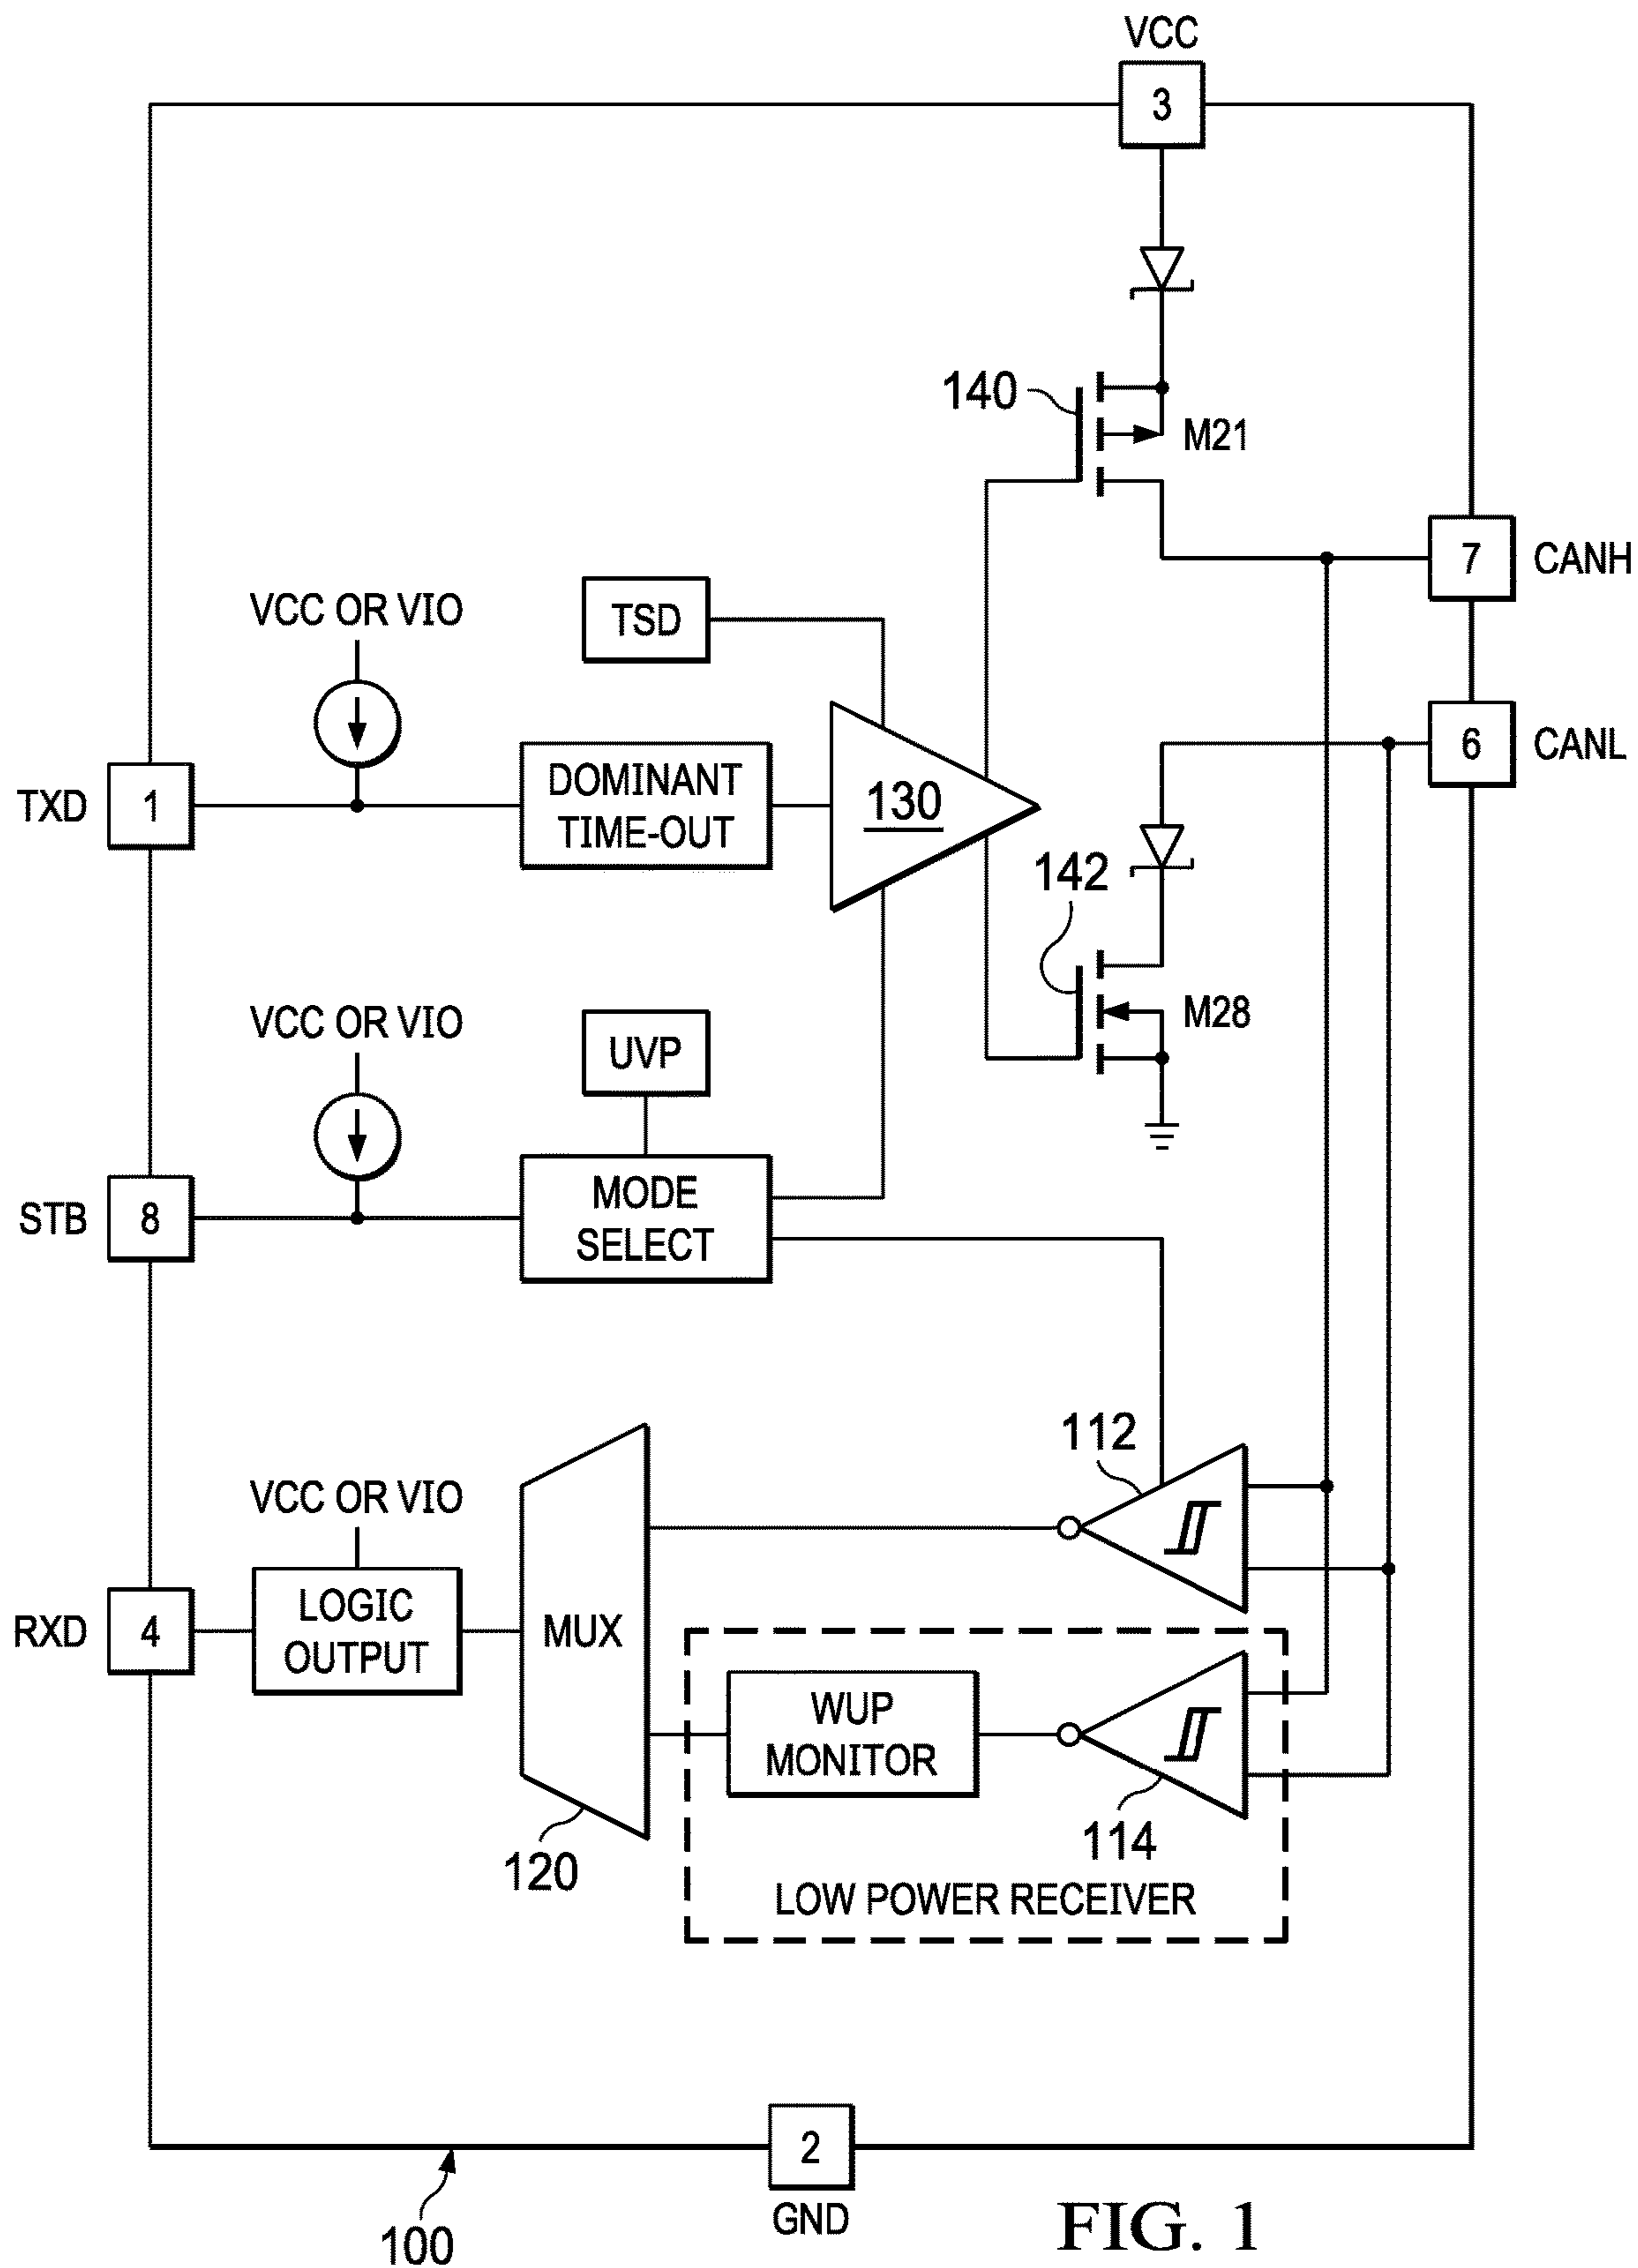 VCC
3
140
M21
7 CANH
TSD
VCC OR VIO
6 CANL
TXD 1
DOMINANT
TIME-OUT
130
142
VCC OR VIO
UVP
M28
STB 8
MODE
SELECT
112
VCC OR VIO
RXD 4
LOGIC
OUTPUT
MUX
WUP
MONITOR
120
114
LOW POWER RECEIVER
2
GND
100
FIG. 1